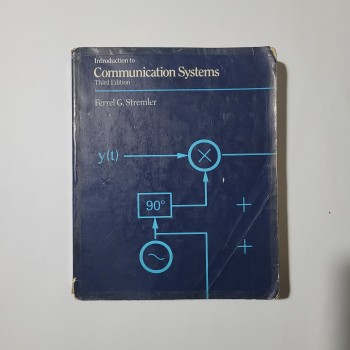 Introduction to
Communication Systems
Third Edition
Ferrel G. Stremler
y(t)
90°